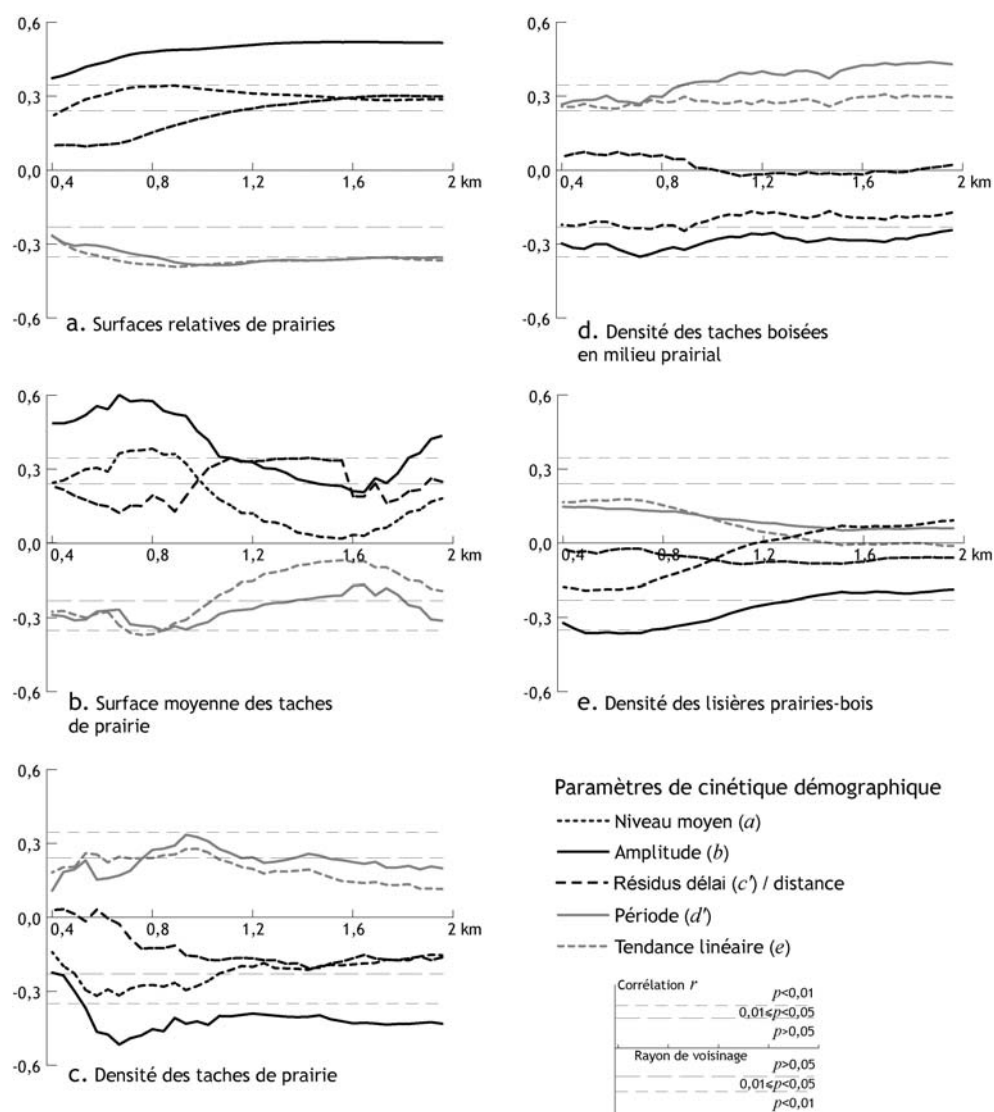 0,6
0,3
0,0
0,4
0,8
1,2
1,6
2 km
-0,3
-0,6
a. Surfaces relatives de prairies
0,6
0,3
0,0
0,4
0,8
1,2
1,6
2 km
-0,3
-0,6
b. Surface moyenne des taches
de prairie
0,6
0,3
0,0
0,4
0,8
1,2
1,6
2 km
-0,3
-0,6
c. Densité des taches de prairie
0,6
0,3
0,0
0,4
0,8
1,2
1,6
2 km
-0,3
-0,6
d. Densité des taches boisées
en milieu prairial
0,6
0,3
0,0
0,4
0,8
1,2
1,6
2 km
-0,3
-0,6
e. Densité des lisières prairies-bois
Paramètres de cinétique démographique
Niveau moyen (a)
Amplitude (b)
Résidus délai (c') / distance
Période (d')
Tendance linéaire (e)
Corrélation r
p<0,01
0,01≤p<0,05
p>0,05
Rayon de voisinage
p>0,05
0,01≤p<0,05
p<0,01